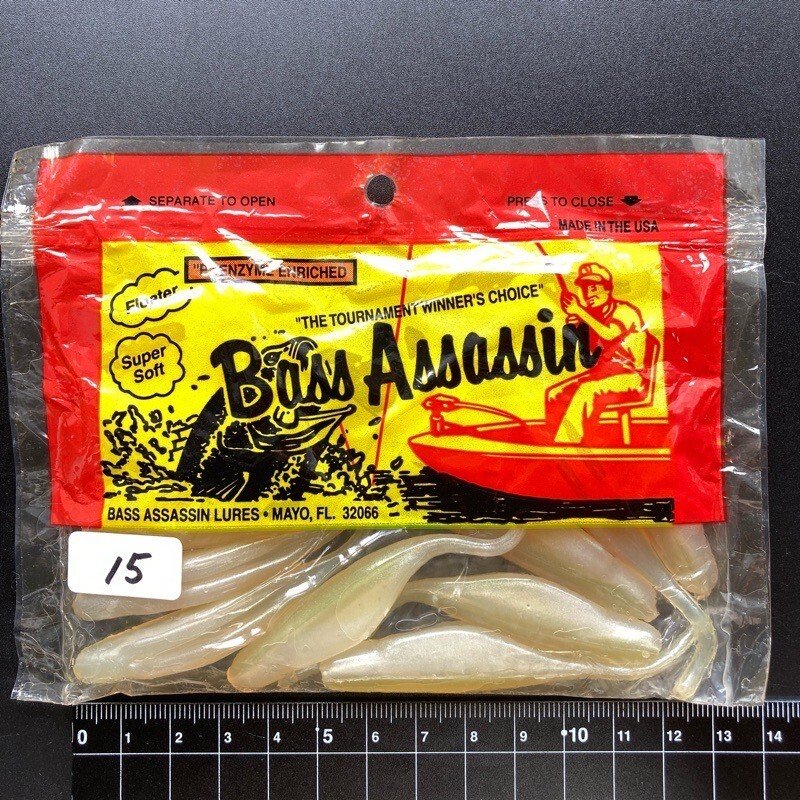 SEPARATE TO OPEN
PRESS TO CLOSE
MADE IN THE USA
ENZYME ENRICHED
Floater
"THE TOURNAMENT WINNER'S CHOICE"
Super
Soft
Bass Assassin
BASS ASSASSIN LURES • MAYO, FL. 32066
15
0 1 2 3 4 5 6 7 8 9 10 11 12 13 14